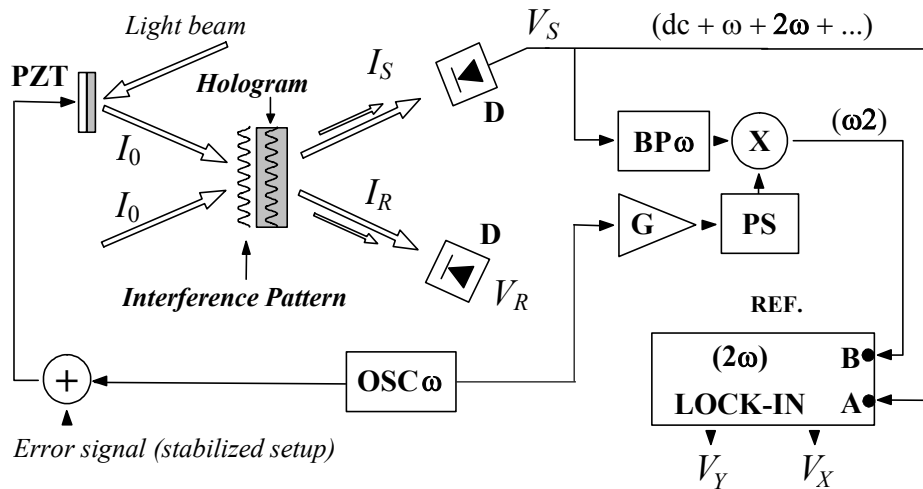 Light beam
V_S
(dc + ω + 2ω + ...)
PZT
I_S
Hologram
D
BPω
X
(ω2)
I_0
I_0
I_R
G
PS
D
V_R
Interference Pattern
REF.
(2ω)
B
OSCω
LOCK-IN
A
+
Error signal (stabilized setup)
V_Y
V_X